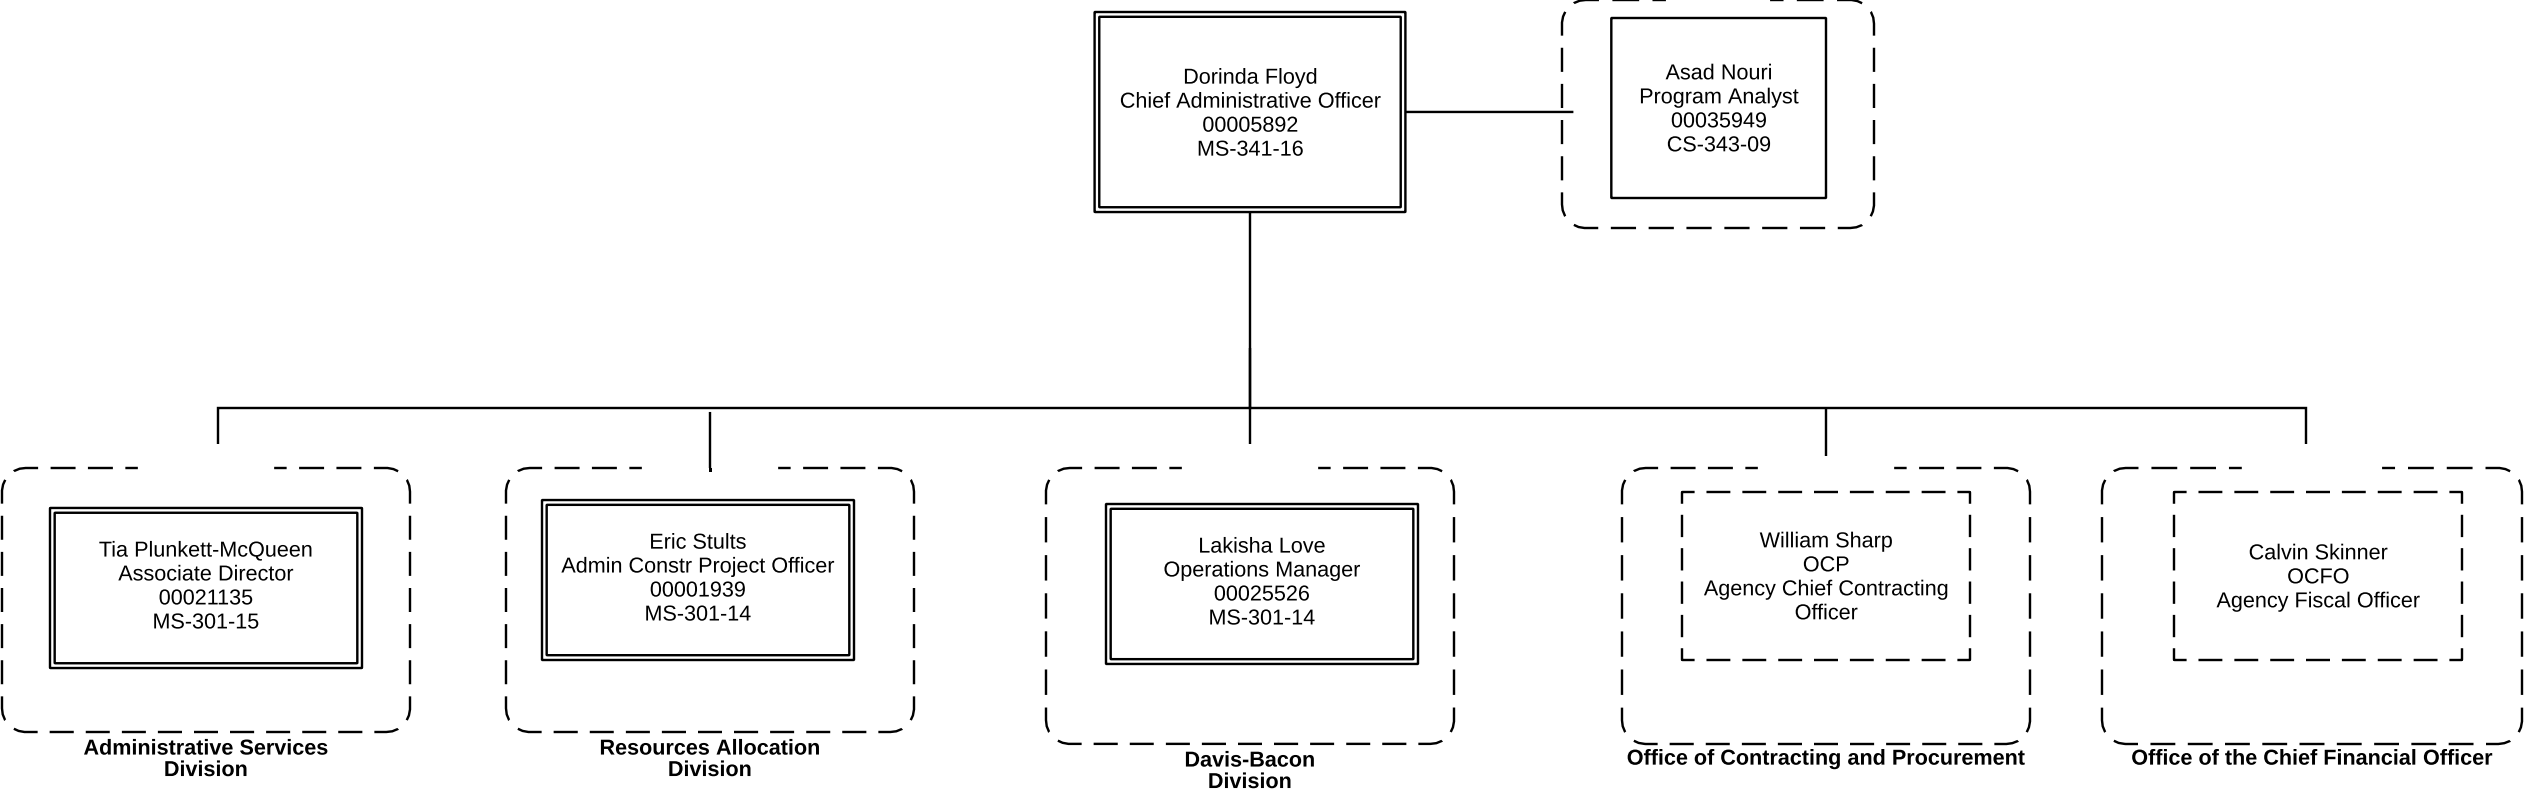 Dorinda Floyd
Chief Administrative Officer
00005892
MS-341-16
Asad Nouri
Program Analyst
00035949
CS-343-09
Tia Plunkett-McQueen
Associate Director
00021135
MS-301-15
Administrative Services
Division
Eric Stults
Admin Constr Project Officer
00001939
MS-301-14
Resources Allocation
Division
Lakisha Love
Operations Manager
00025526
MS-301-14
Davis-Bacon
Division
William Sharp
OCP
Agency Chief Contracting
Officer
Office of Contracting and Procurement
Calvin Skinner
OCFO
Agency Fiscal Officer
Office of the Chief Financial Officer